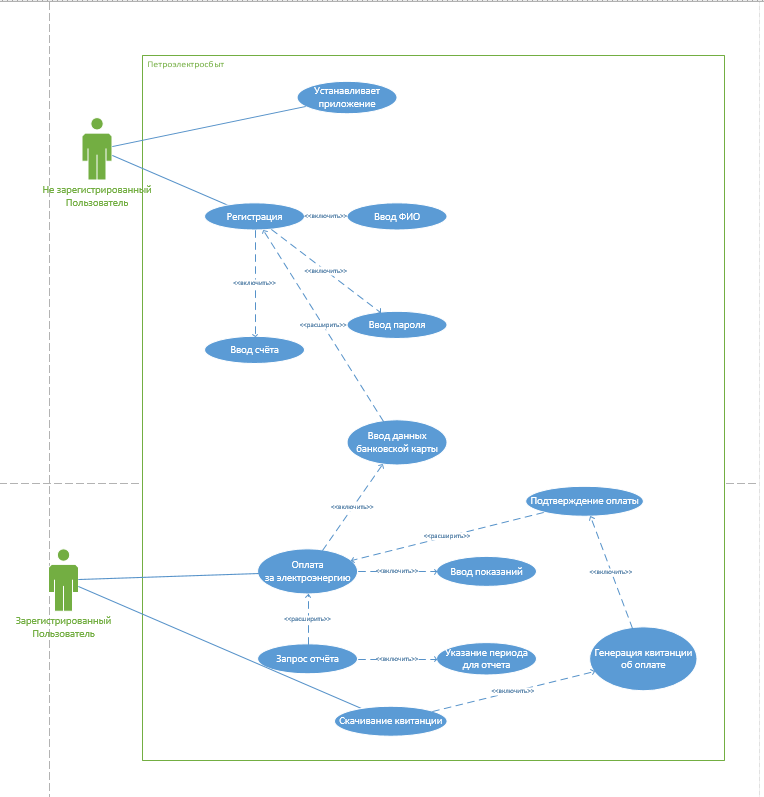 Петроэлектросбыт
Устанавливает
приложение
Не зарегистрированный
Пользователь
Регистрация
<<включить>>
Ввод ФИО
<<включить>>
<<включить>>
<<расширить>>
Ввод пароля
Ввод счёта
Ввод данных
банковской карты
<<включить>>
Подтверждение оплаты
<<расширить>>
Оплата
за электроэнергию
<<включить>>
Ввод показаний
<<включить>>
Зарегистрированный
Пользователь
<<расширить>>
Запрос отчёта
<<включить>>
Указание периода
для отчета
Генерация квитанции
об оплате
<<включить>>
Скачивание квитанции